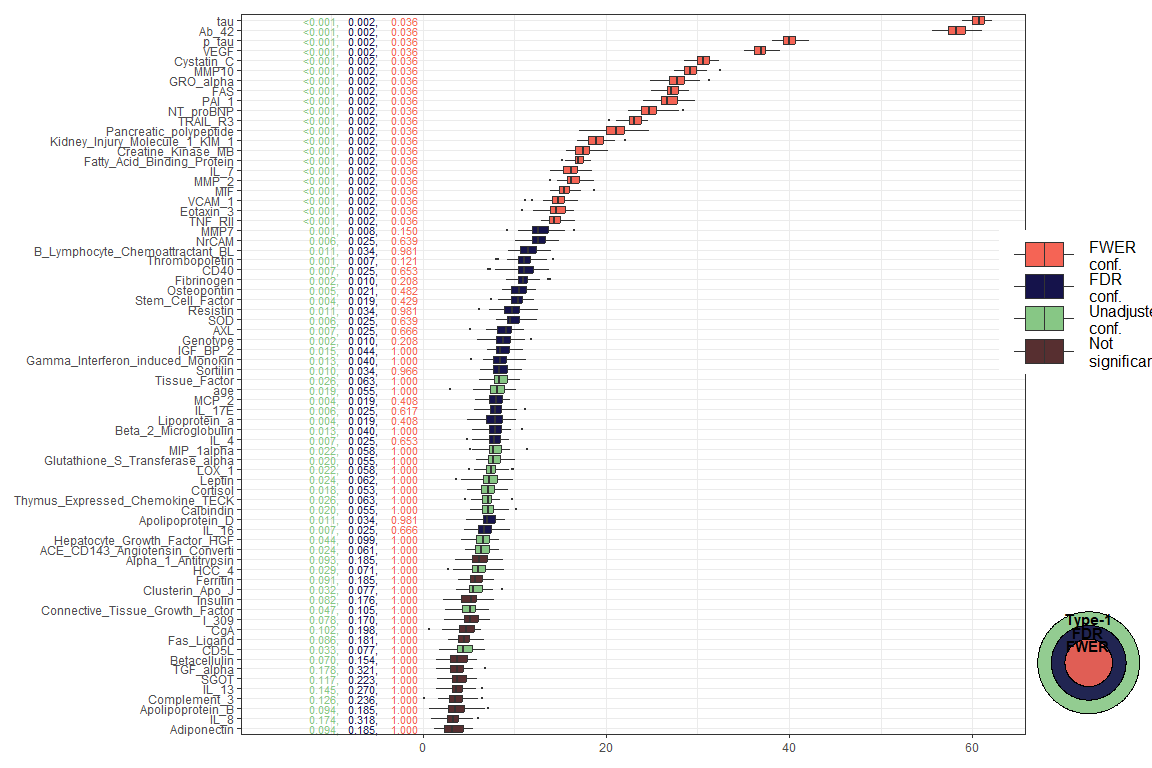 tau <0.001, 0.002, 0.036
Ab_42 <0.001, 0.002, 0.036
p_tau <0.001, 0.002, 0.036
VEGF <0.001, 0.002, 0.036
Cystatin_C <0.001, 0.002, 0.036
MMP10 <0.001, 0.002, 0.036
GRO_alpha <0.001, 0.002, 0.036
FAS <0.001, 0.002, 0.036
PAI_1 <0.001, 0.002, 0.036
NT_proBNP <0.001, 0.002, 0.036
TRAIL_R3 <0.001, 0.002, 0.036
Pancreatic_polypeptide <0.001, 0.002, 0.036
Kidney_Injury_Molecule_1_KIM_1 <0.001, 0.002, 0.036
Creatine_Kinase_MB <0.001, 0.002, 0.036
Fatty_Acid_Binding_Protein <0.001, 0.002, 0.036
IL_7 <0.001, 0.002, 0.036
MMP_2 <0.001, 0.002, 0.036
MIF <0.001, 0.002, 0.036
VCAM_1 <0.001, 0.002, 0.036
Eotaxin_3 <0.001, 0.002, 0.036
TNF_RII <0.001, 0.002, 0.036
MMP7 <0.001, 0.008, 0.150
NrCAM 0.006, 0.025, 0.639
B_Lymphocyte_Chemoattractant_BL 0.011, 0.034, 0.981
Thrombopoietin 0.001, 0.007, 0.121
CD40 0.007, 0.025, 0.653
Fibrinogen 0.002, 0.010, 0.208
Osteopontin 0.005, 0.021, 0.482
Stem_Cell_Factor 0.004, 0.019, 0.429
Resistin 0.011, 0.034, 0.981
SOD 0.006, 0.025, 0.639
AXL 0.007, 0.025, 0.666
Genotype 0.002, 0.010, 0.208
IGF_BP_2 0.015, 0.044, 1.000
Gamma_Interferon_induced_Monokin 0.013, 0.040, 1.000
Sortilin 0.010, 0.034, 0.966
Tissue_Factor 0.026, 0.063, 1.000
age 0.019, 0.055, 1.000
MCP_2 0.004, 0.019, 0.408
IL_17E 0.006, 0.025, 0.617
Lipoprotein_a 0.004, 0.019, 0.408
Beta_2_Microglobulin 0.013, 0.040, 1.000
IL_4 0.007, 0.025, 0.653
MIP_1alpha 0.022, 0.058, 1.000
Glutathione_S_Transferase_alpha 0.020, 0.055, 1.000
LOX_1 0.022, 0.058, 1.000
Leptin 0.024, 0.062, 1.000
Cortisol 0.018, 0.053, 1.000
Thymus_Expressed_Chemokine_TECK 0.026, 0.063, 1.000
Calbindin 0.020, 0.055, 1.000
Apolipoprotein_D 0.011, 0.034, 0.981
IL_16 0.007, 0.025, 0.666
Hepatocyte_Growth_Factor_HGF 0.044, 0.099, 1.000
ACE_CD143_Angiotensin_Converti 0.024, 0.061, 1.000
Alpha_1_Antitrypsin 0.093, 0.185, 1.000
HCC_4 0.029, 0.071, 1.000
Ferritin 0.091, 0.185, 1.000
Clusterin_Apo_J 0.032, 0.077, 1.000
Insulin 0.082, 0.176, 1.000
Connective_Tissue_Growth_Factor 0.047, 0.105, 1.000
I_309 0.078, 0.170, 1.000
CgA 0.102, 0.198, 1.000
Fas_Ligand 0.086, 0.181, 1.000
CD5L 0.033, 0.077, 1.000
Betacellulin 0.070, 0.154, 1.000
TGF_alpha 0.178, 0.321, 1.000
SGOT 0.117, 0.223, 1.000
IL_13 0.145, 0.270, 1.000
Complement_3 0.126, 0.236, 1.000
Apolipoprotein_B 0.094, 0.185, 1.000
IL_8 0.174, 0.318, 1.000
Adiponectin 0.094, 0.185, 1.000
0 20 40 60
FWER
conf.
FDR
conf.
Unadjuste
conf.
Not
significar
Type-1
FDR
FWER